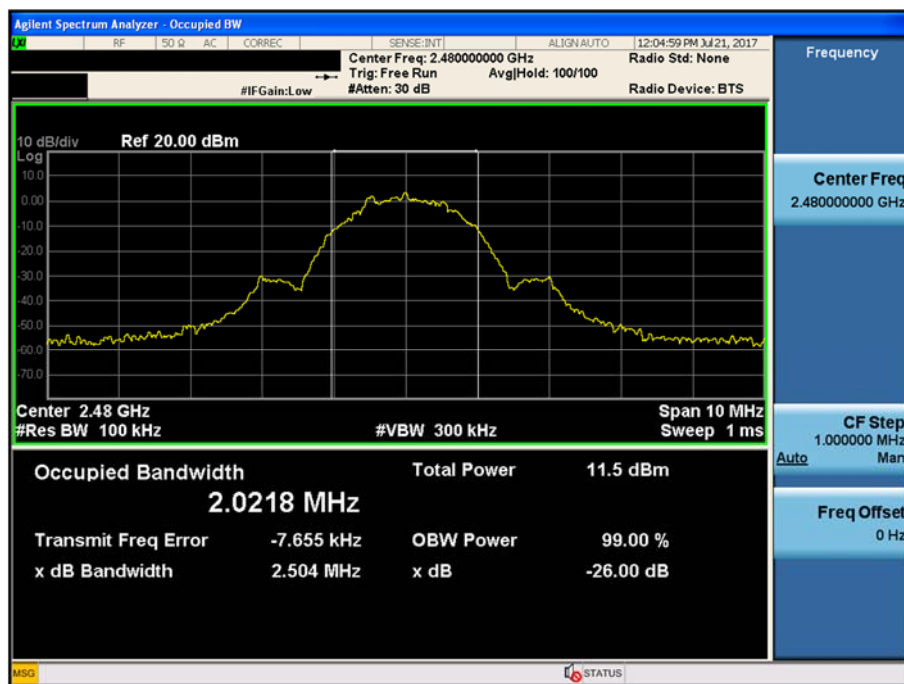 Agilent Spectrum Analyzer - Occupied BW
LXI RF 50 Ω AC CORREC SENSE:INT ALIGN AUTO 12:04:59 PM Jul 21, 2017
Center Freq: 2.480000000 GHz Radio Std: None
Trig: Free Run Avg|Hold: 100/100
#IFGain:Low #Atten: 30 dB Radio Device: BTS
10 dB/div Ref 20.00 dBm
Log
10.0
0.00
-10.0
-20.0
-30.0
-40.0
-50.0
-60.0
-70.0
Center 2.48 GHz Span 10 MHz
#Res BW 100 kHz #VBW 300 kHz Sweep 1 ms
Occupied Bandwidth Total Power 11.5 dBm
2.0218 MHz
Transmit Freq Error -7.655 kHz OBW Power 99.00 %
x dB Bandwidth 2.504 MHz x dB -26.00 dB
Frequency
Center Freq
2.480000000 GHz
CF Step
1.000000 MHz
Auto Man
Freq Offset
0 Hz
MSG STATUS